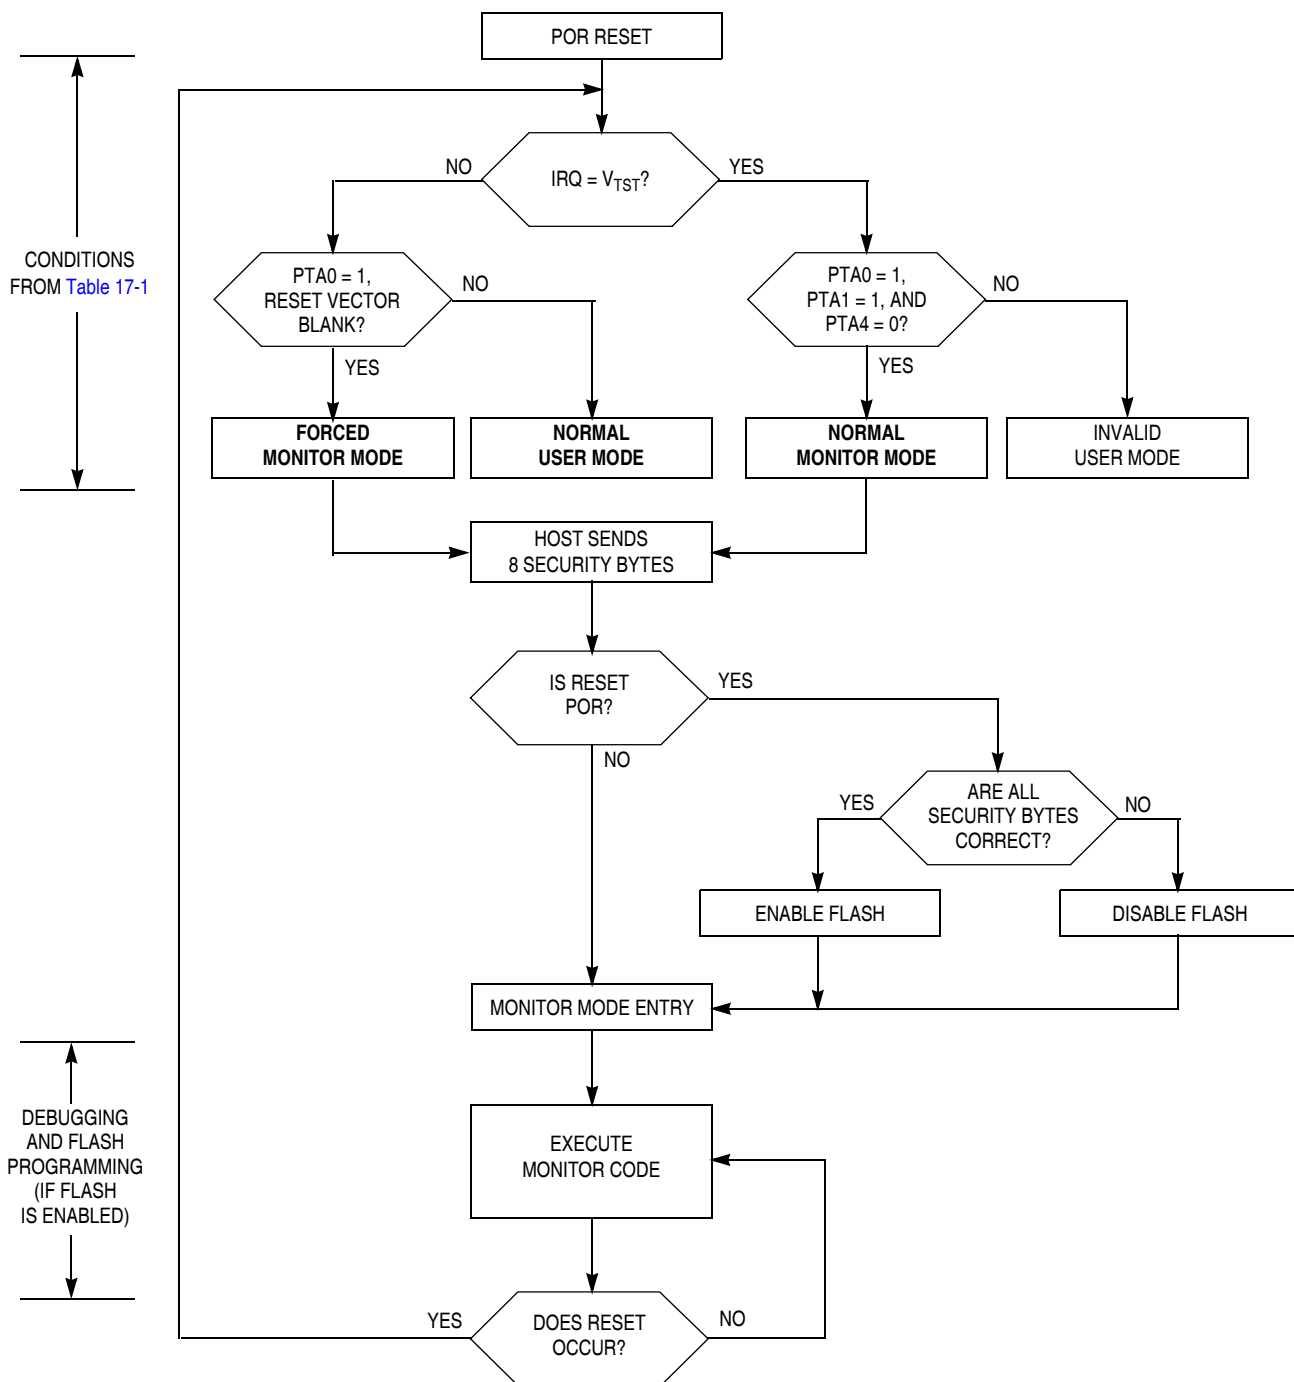 POR RESET
NO
YES
IRQ = VTST?
CONDITIONS
FROM Table 17-1
PTA0 = 1,
RESET VECTOR
BLANK?
NO
YES
PTA0 = 1,
PTA1 = 1, AND
PTA4 = 0?
NO
YES
FORCED
MONITOR MODE
NORMAL
USER MODE
NORMAL
MONITOR MODE
INVALID
USER MODE
HOST SENDS
8 SECURITY BYTES
IS RESET
POR?
YES
NO
ARE ALL
SECURITY BYTES
CORRECT?
YES
NO
ENABLE FLASH
DISABLE FLASH
MONITOR MODE ENTRY
DEBUGGING
AND FLASH
PROGRAMMING
(IF FLASH
IS ENABLED)
EXECUTE
MONITOR CODE
YES
DOES RESET
OCCUR?
NO